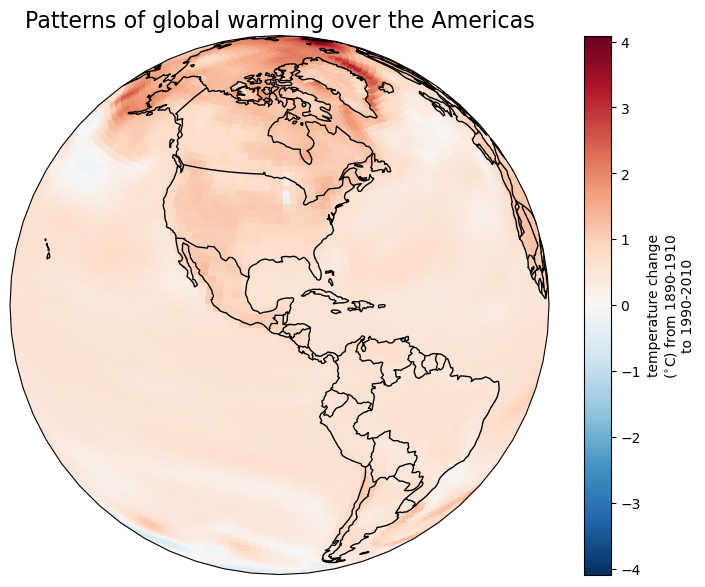 Patterns of global warming over the Americas
4
3
2
1
0
−1
−2
−3
−4
temperature change
(°C) from 1890-1910
to 1990-2010